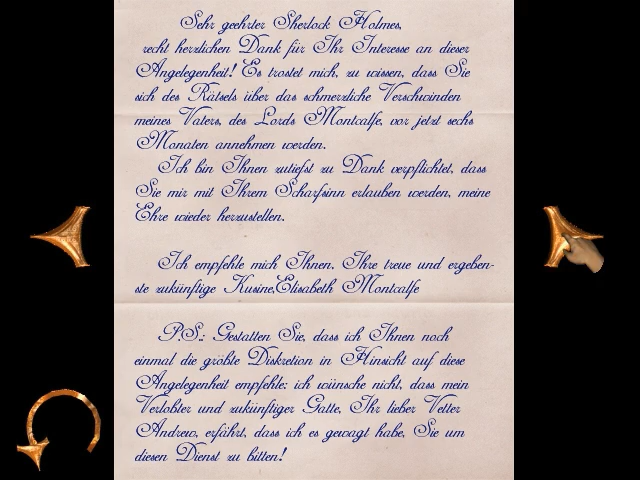 Sehr geehrter Sherlock Holmes,
recht herzlichen Dank für Ihr Interesse an dieser
Angelegenheit! Es trostet mich, zu wissen, dass Sie
sich des Rätsels über das schmerzliche Verschwinden
meines Vaters, des Lords Montcalfe, vor jetzt sechs
Monaten annehmen werden.
Ich bin Ihnen zutiefst zu Dank verpflichtet, dass
Sie mir mit Ihrem Scharfsinn erlauben werden, meine
Ehre wieder herzustellen.
Ich empfehle mich Ihnen, Ihre treue und ergeben-
ste zukünftige Kusine,Elisabeth Montcalfe
P.S.: Gestatten Sie, dass ich Ihnen noch
einmal die größte Diskretion in Hinsicht auf diese
Angelegenheit empfehle: ich wünsche nicht, dass mein
Verlobter und zukünftiger Gatte, Ihr lieber Vetter
Andrew, erfährt, dass ich es gewagt habe, Sie um
diesen Dienst zu bitten!